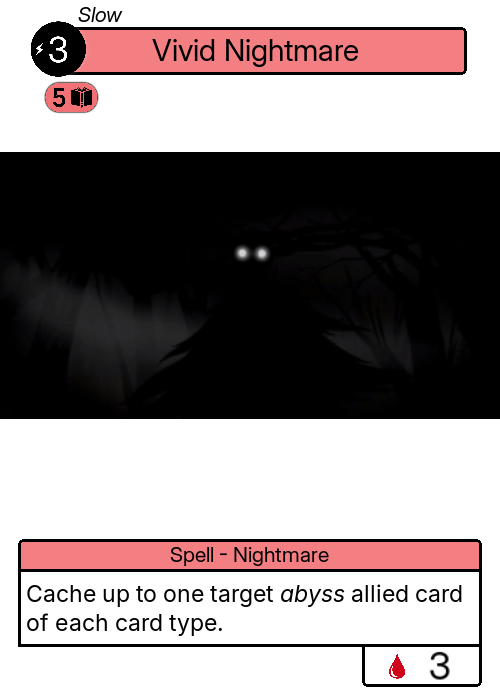 Slow
3 Vivid Nightmare
5
Spell - Nightmare
Cache up to one target abyss allied card
of each card type.
3